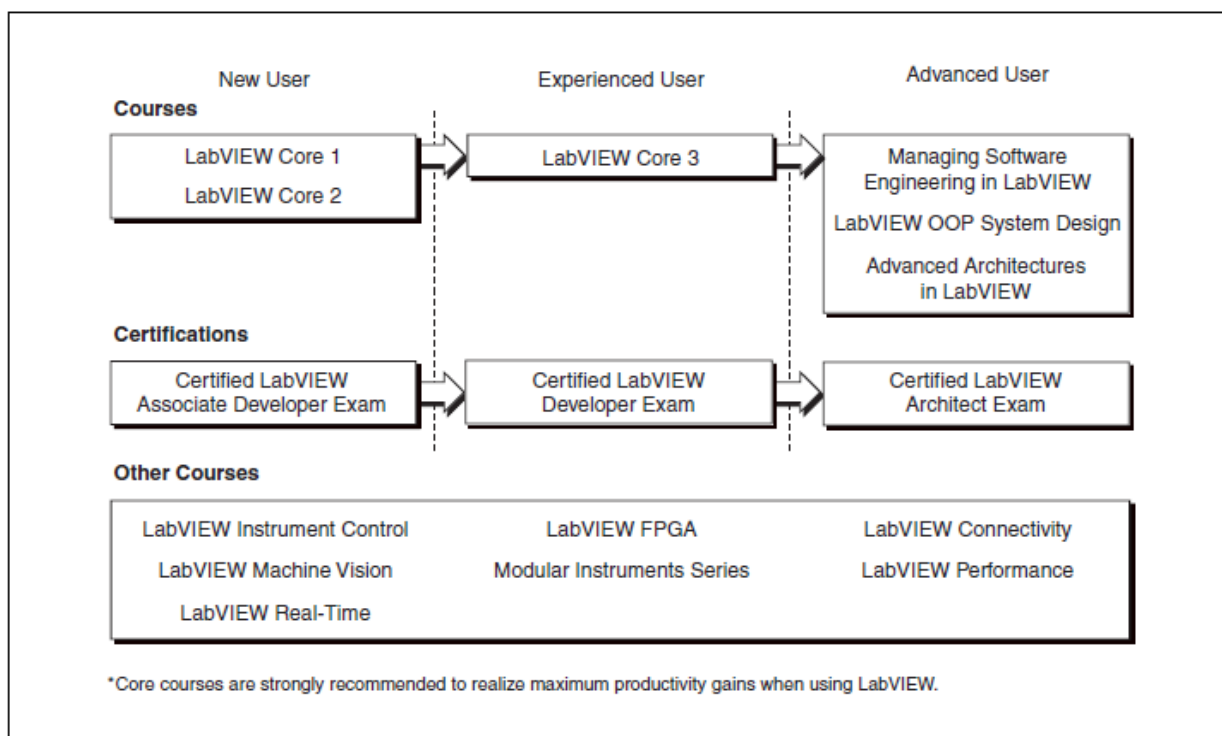 New User
Experienced User
Advanced User
Courses
LabVIEW Core 1
LabVIEW Core 2
LabVIEW Core 3
Managing Software
Engineering in LabVIEW
LabVIEW OOP System Design
Advanced Architectures
in LabVIEW
Certifications
Certified LabVIEW
Associate Developer Exam
Certified LabVIEW
Developer Exam
Certified LabVIEW
Architect Exam
Other Courses
LabVIEW Instrument Control
LabVIEW FPGA
LabVIEW Connectivity
LabVIEW Machine Vision
Modular Instruments Series
LabVIEW Performance
LabVIEW Real-Time
*Core courses are strongly recommended to realize maximum productivity gains when using LabVIEW.